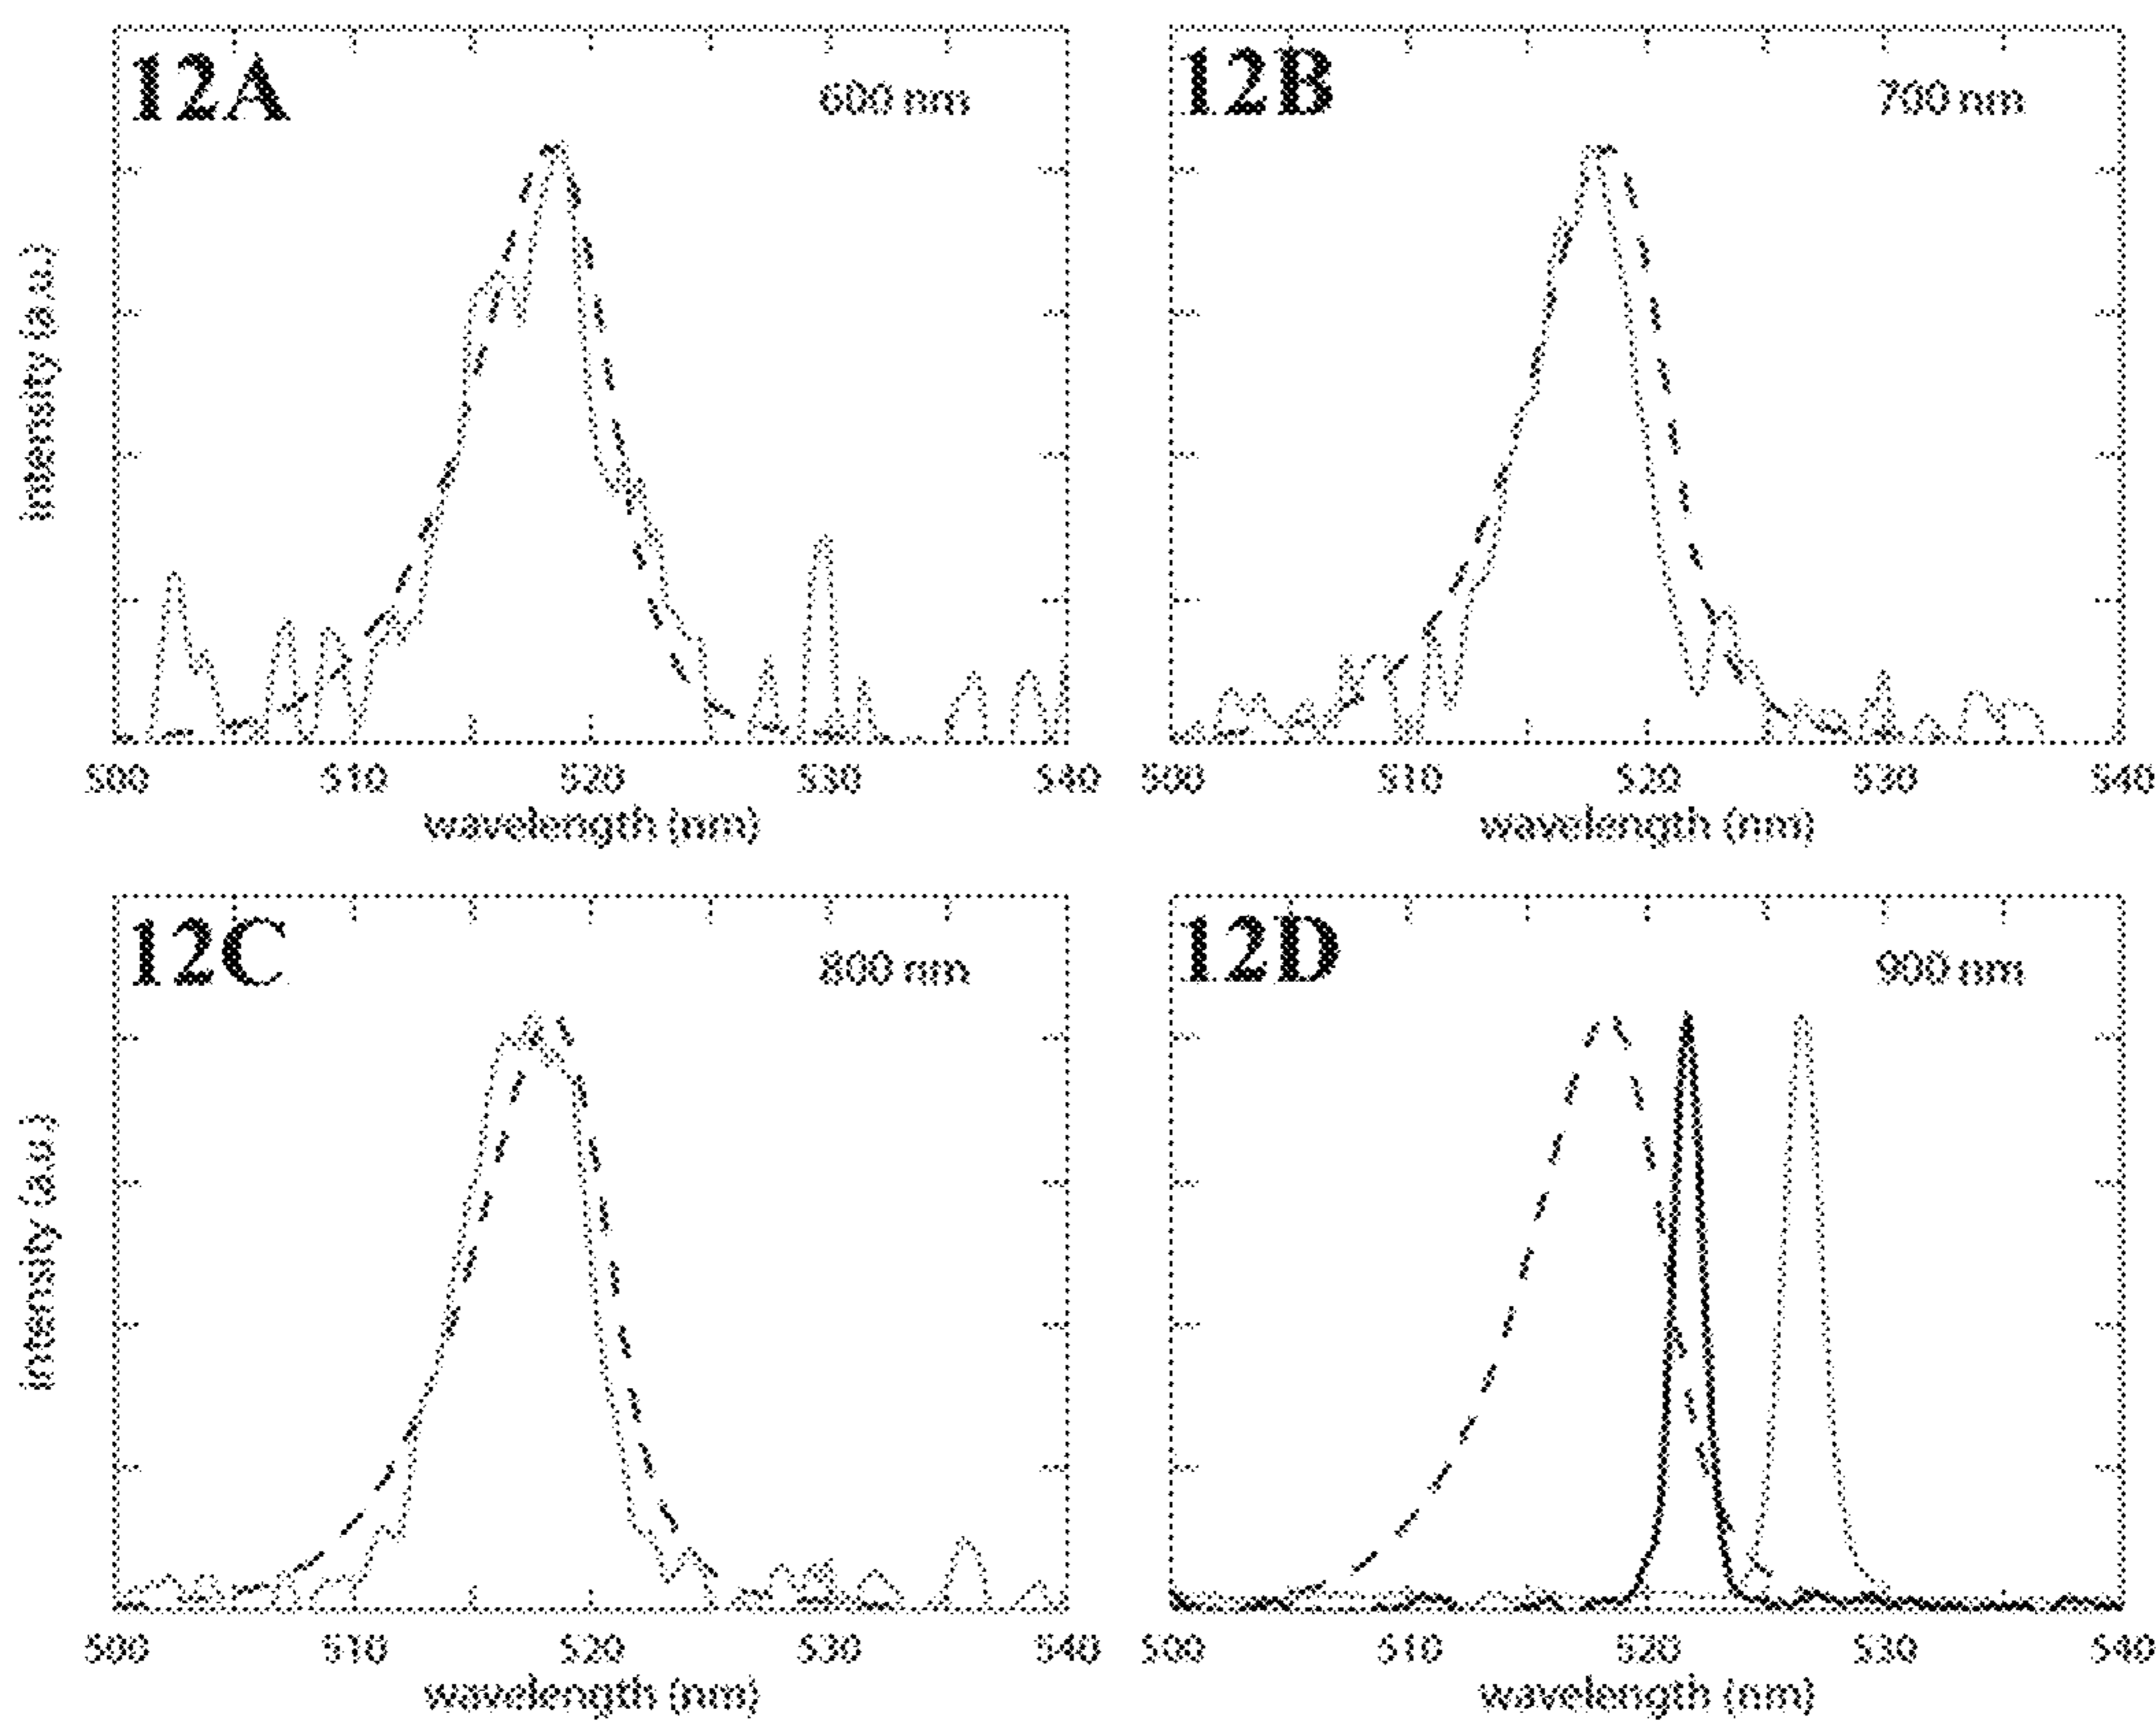 12A
600 nm
12B
700 nm
intensity (a.u.)
500 510 520 530 540
500 510 520 530 540
wavelength (nm)
wavelength (nm)
12C
800 nm
12D
900 nm
intensity (a.u.)
500 510 520 530 540
500 510 520 530 540
wavelength (nm)
wavelength (nm)